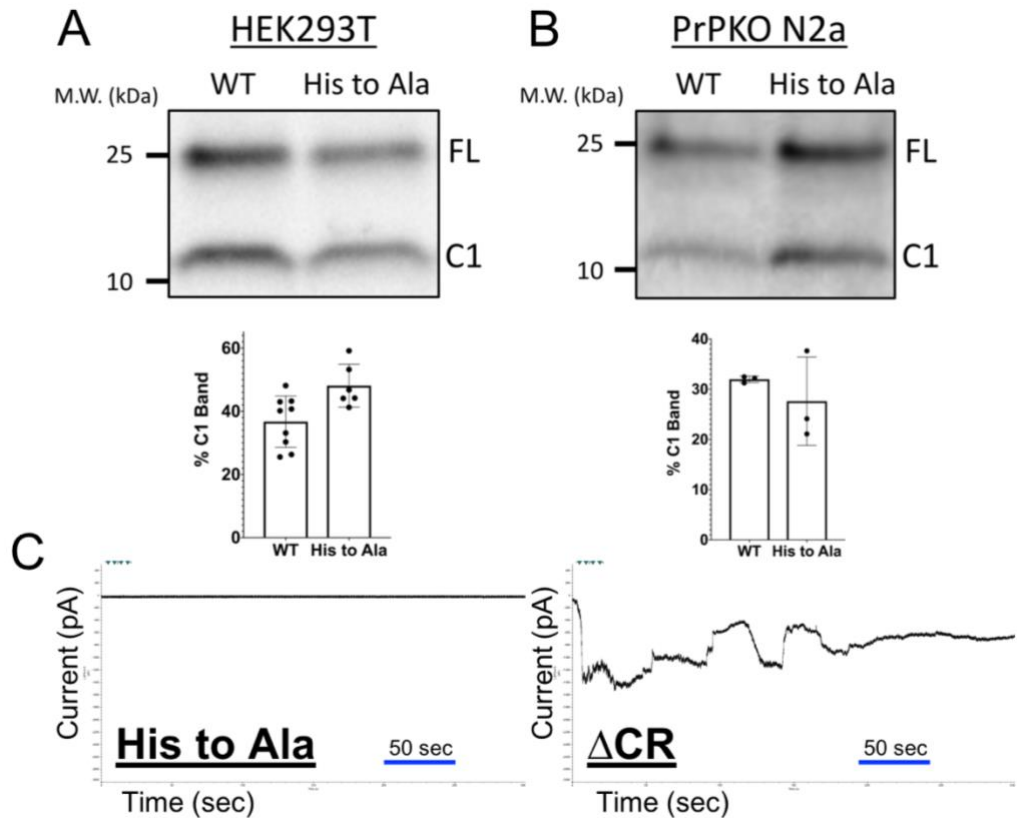 A HEK293T
WT His to Ala
M.W. (kDa)
25 FL
10 C1
% C1 Band
60
40
20
0
WT His to Ala
B PrPKO N2a
WT His to Ala
M.W. (kDa)
25 FL
10 C1
% C1 Band
40
30
20
10
0
WT His to Ala
C
Current (pA)
His to Ala
50 sec
Time (sec)
Current (pA)
ΔCR
50 sec
Time (sec)